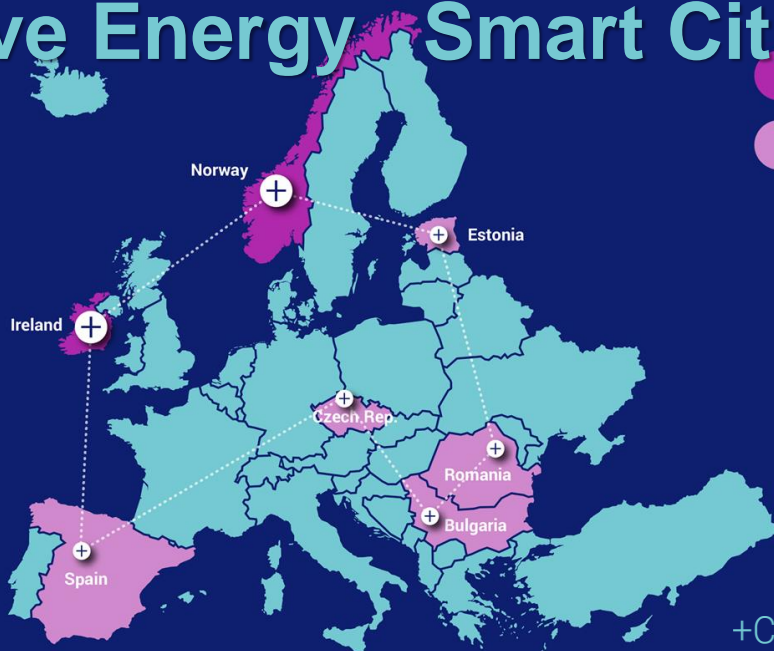 ve Energy Smart Cit
Norway
Estonia
Ireland
Czech Rep.
Romania
Bulgaria
Spain
+C